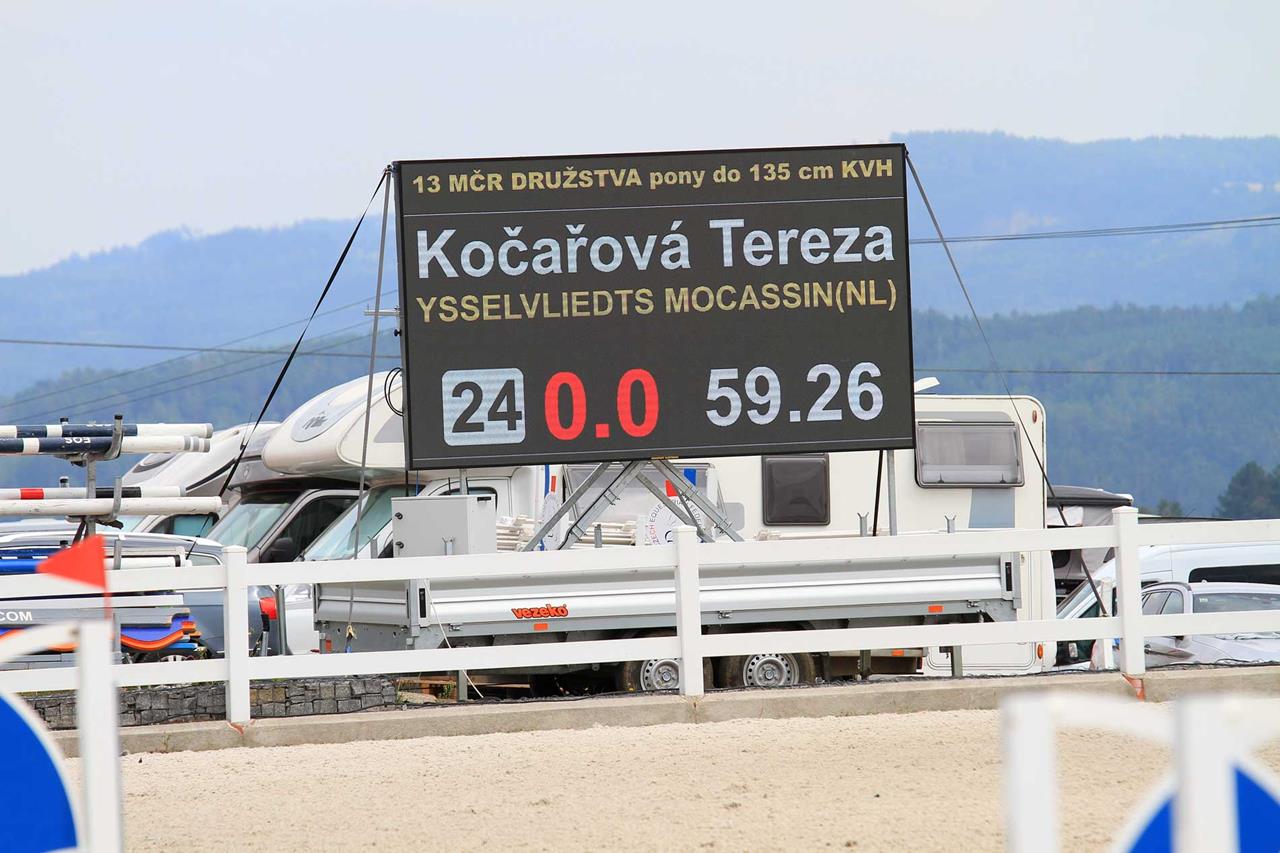 13 MČR DRUŽSTVA pony do 135 cm KVH
Kočařová Tereza
YSSELVLIEDTS MOCASSIN(NL)
24 0.0 59.26
vezeko
.COM